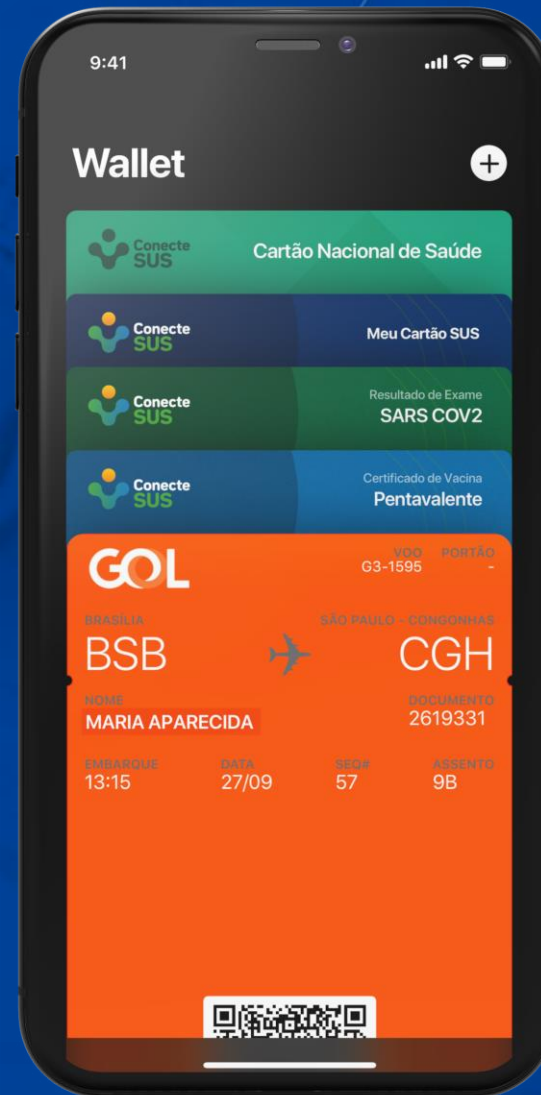 9:41
Wallet
Conecte SUS
Cartão Nacional de Saúde
Conecte SUS
Meu Cartão SUS
Conecte SUS
Resultado de Exame
SARS COV2
Conecte SUS
Certificado de Vacina
Pentavalente
GOL
VOO PORTÃO
G3-1595 -
BRASÍLIA SÃO PAULO - CONGONHAS
BSB CGH
NOME DOCUMENTO
MARIA APARECIDA 2619331
EMBARQUE DATA SEQ# ASSENTO
13:15 27/09 57 9B